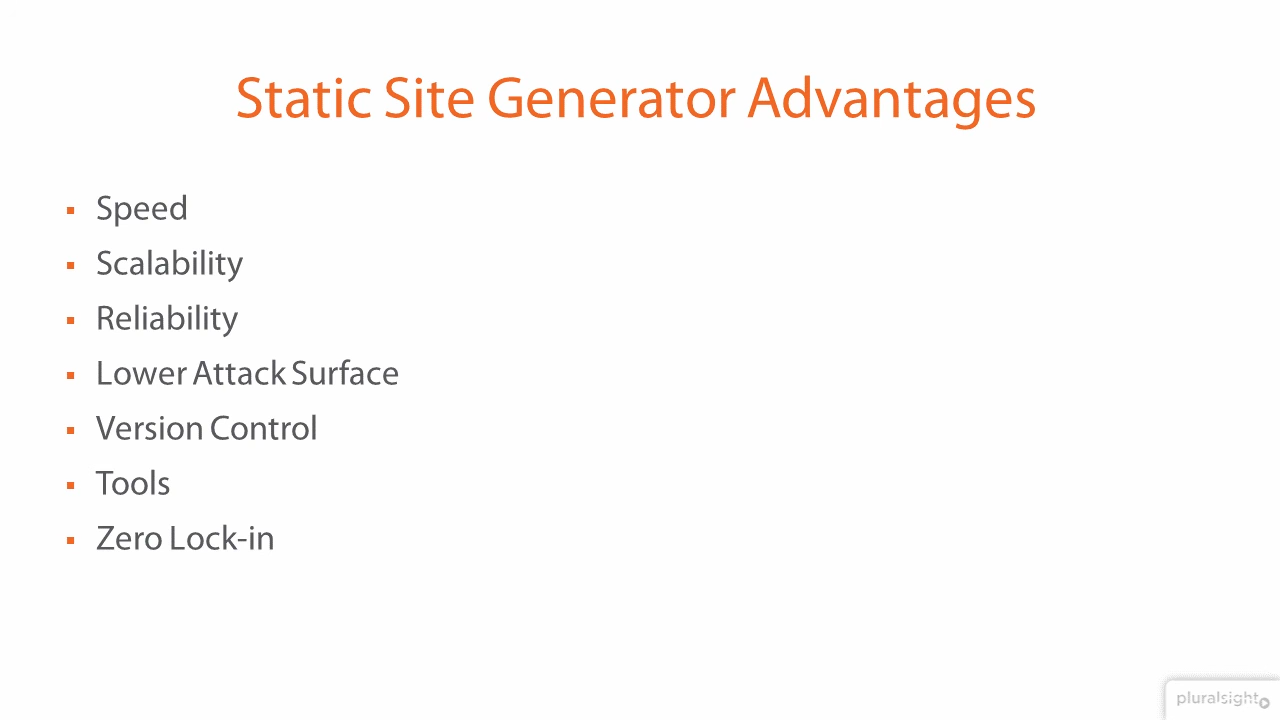 Static Site Generator Advantages
Speed
Scalability
Reliability
Lower Attack Surface
Version Control
Tools
Zero Lock-in
pluralsight